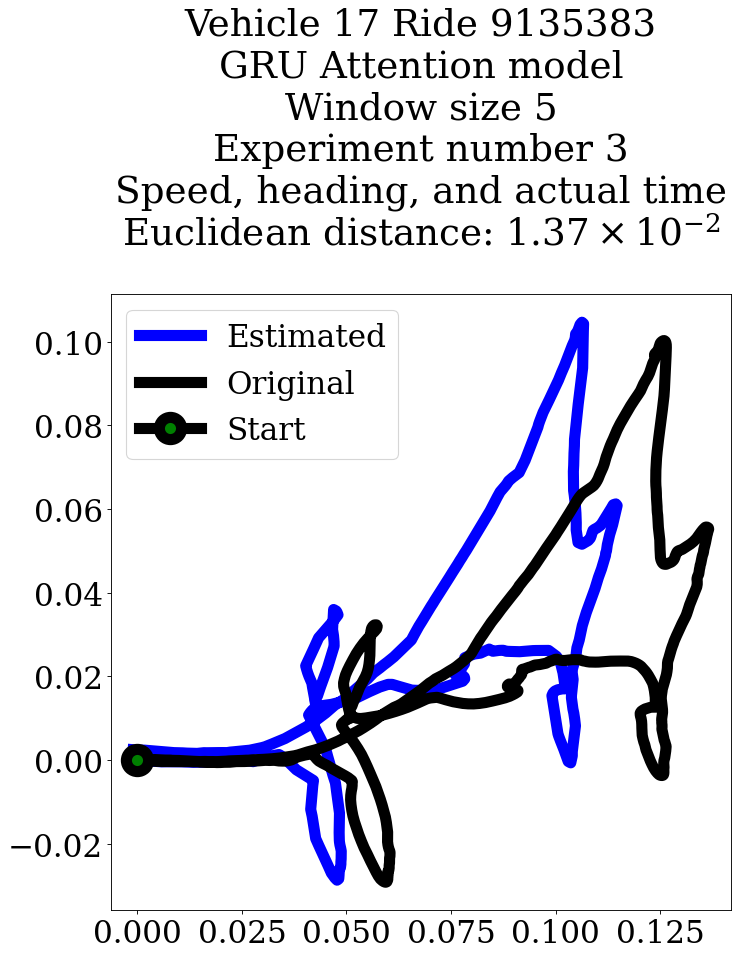 Vehicle 17 Ride 9135383
GRU Attention model
Window size 5
Experiment number 3
Speed, heading, and actual time
Euclidean distance: 1.37 × 10⁻²
Estimated
Original
Start
0.10
0.08
0.06
0.04
0.02
0.00
−0.02
0.000 0.025 0.050 0.075 0.100 0.125